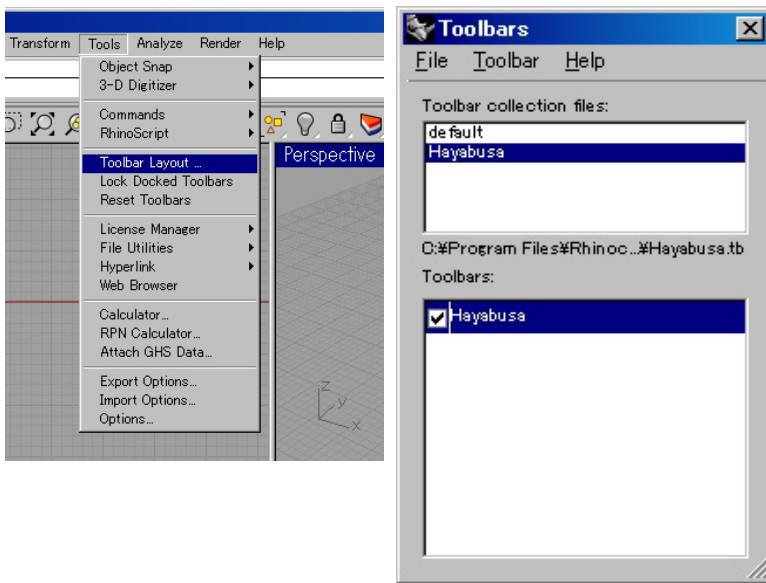 Transform Tools Analyze Render Help
Object Snap
3-D Digitizer
Commands
RhinoScript
Toolbar Layout ...
Lock Docked Toolbars
Reset Toolbars
License Manager
File Utilities
Hyperlink
Web Browser
Calculator...
RPN Calculator...
Attach GHS Data...
Export Options...
Import Options...
Options...
Perspective
z
y
x
Toolbars
File Toolbar Help
Toolbar collection files:
default
Hayabusa
C:¥Program Files¥Rhinoc...¥Hayabusa.tb
Toolbars:
Hayabusa